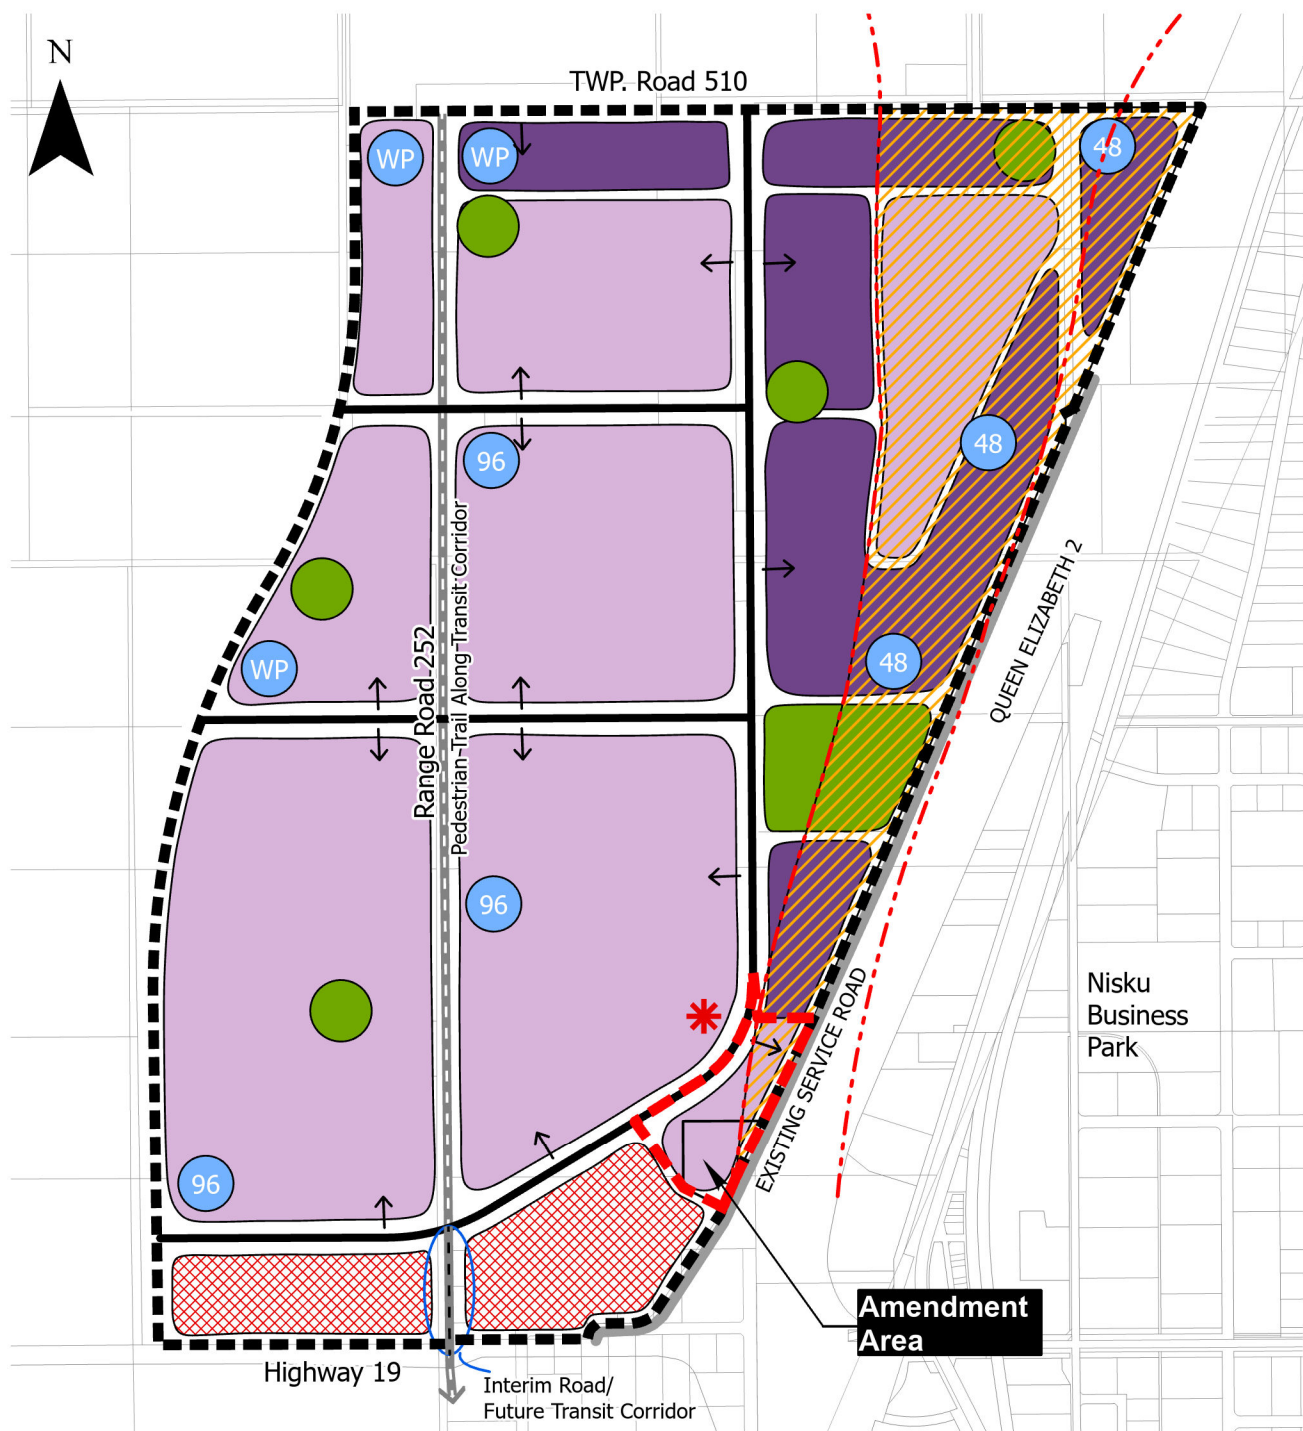 N
TWP. Road 510
WP
WP
48
48
96
WP
48
Range Road 252
Pedestrian Trail Along Transit Corridor
QUEEN ELIZABETH 2
96
EXISTING SERVICE ROAD
Nisku
Business
Park
96
Amendment
Area
Highway 19
Interim Road/
Future Transit Corridor